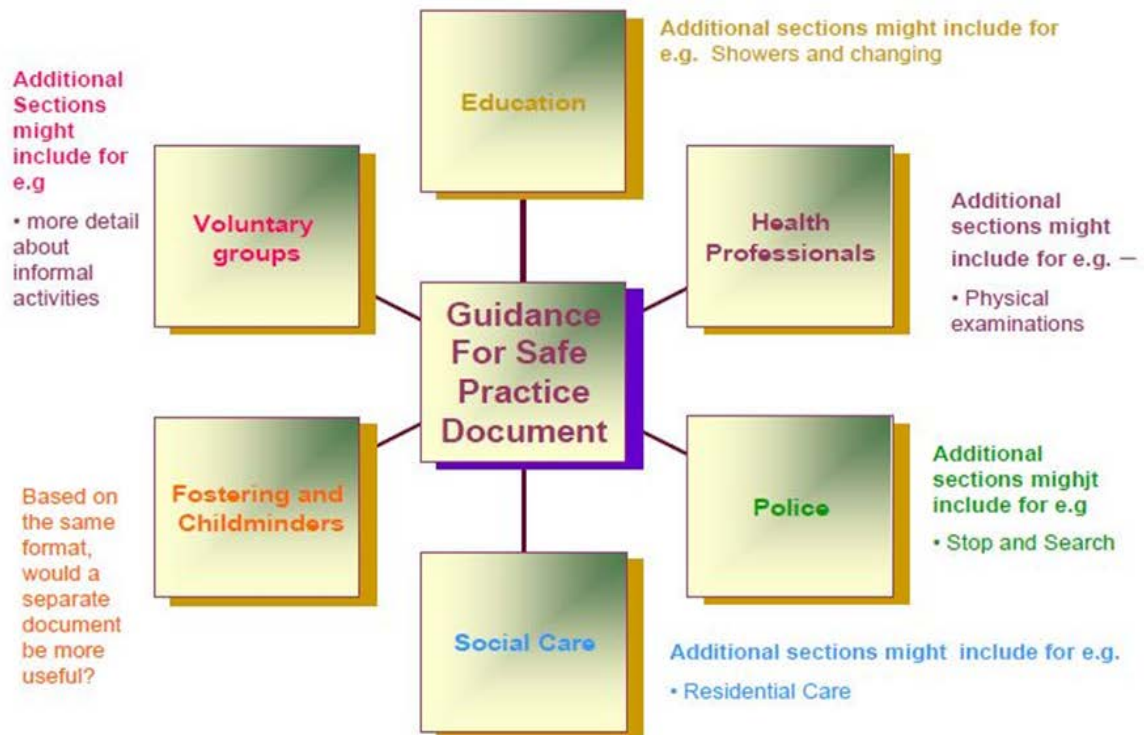 Education
Additional sections might include for
e.g. Showers and changing
Additional
Sections
might
include for
e.g
• more detail
about
informal
activities
Voluntary
groups
Health
Professionals
Additional
sections might
include for e.g. –
• Physical
examinations
Guidance
For Safe
Practice
Document
Based on
the same
format,
would a
separate
document
be more
useful?
Fostering and
Childminders
Police
Additional
sections mighjt
include for e.g
• Stop and Search
Social Care
Additional sections might include for e.g.
• Residential Care